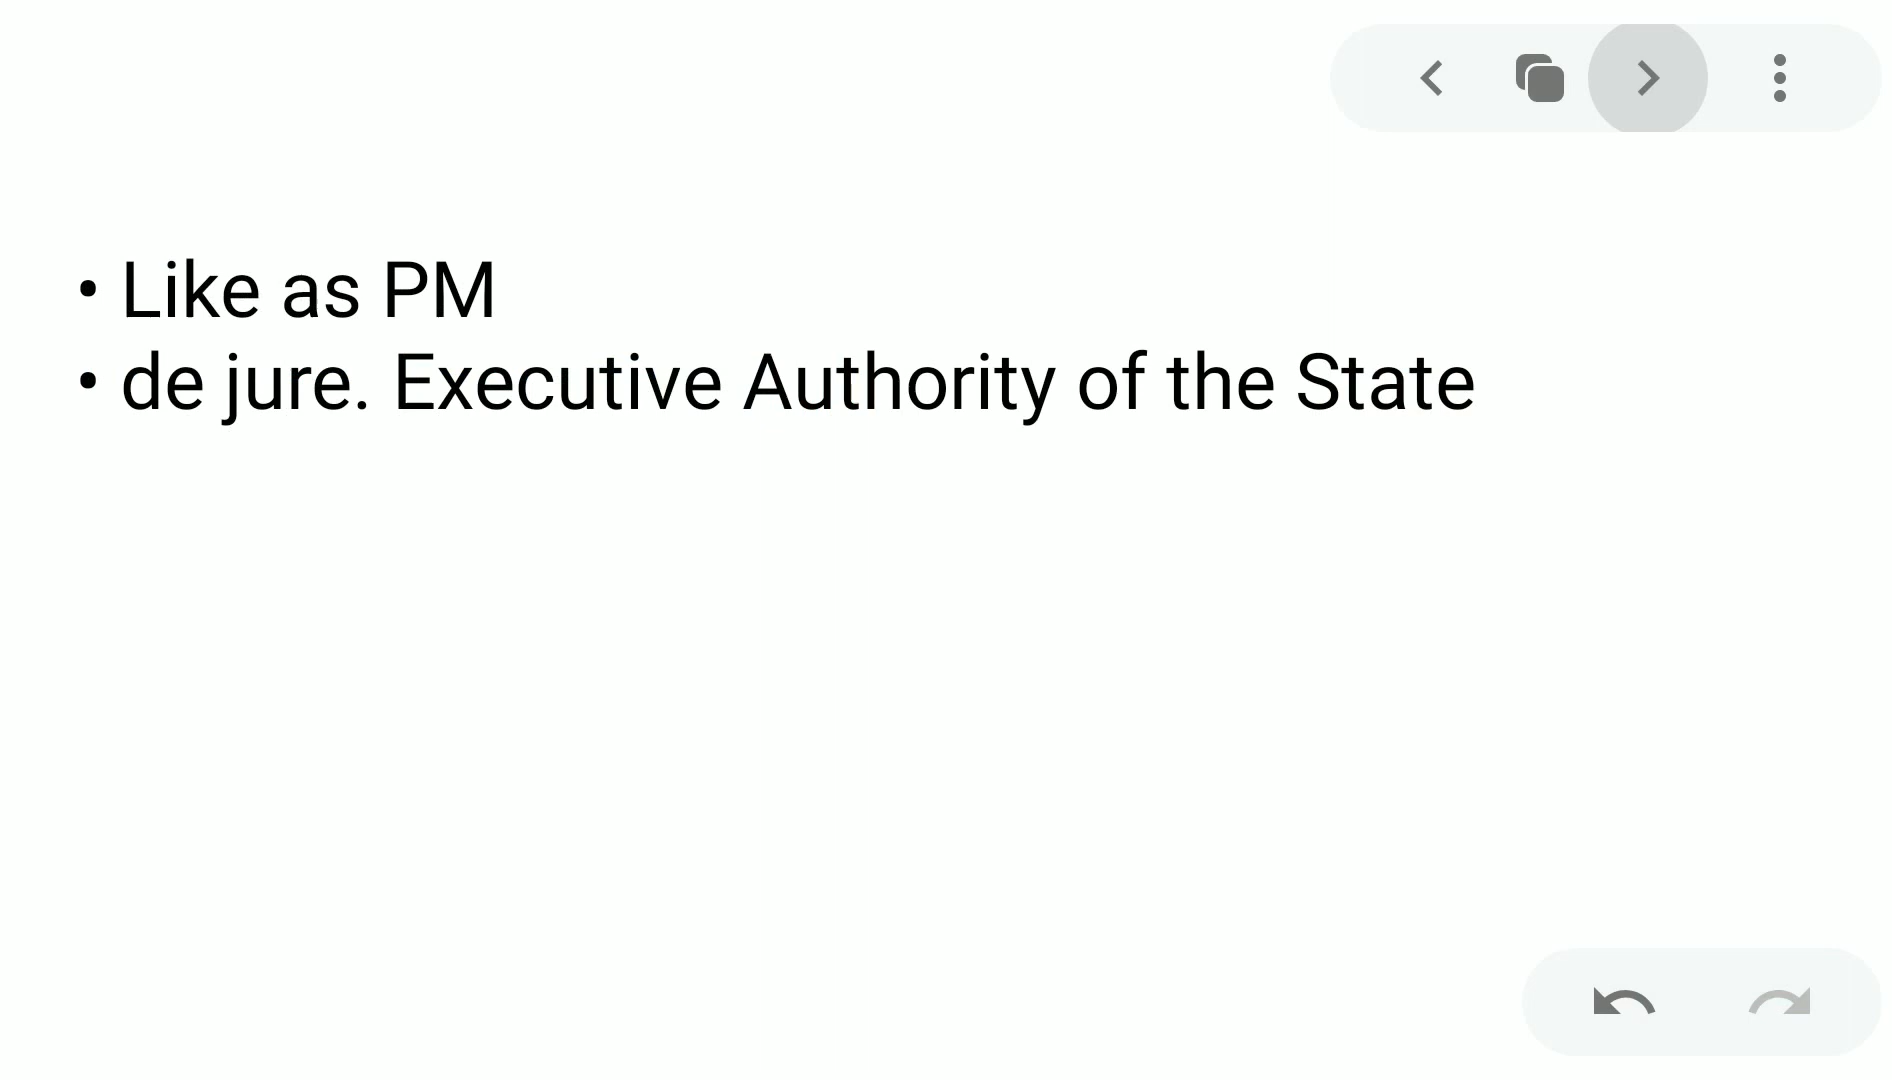 • Like as PM
• de jure. Executive Authority of the State